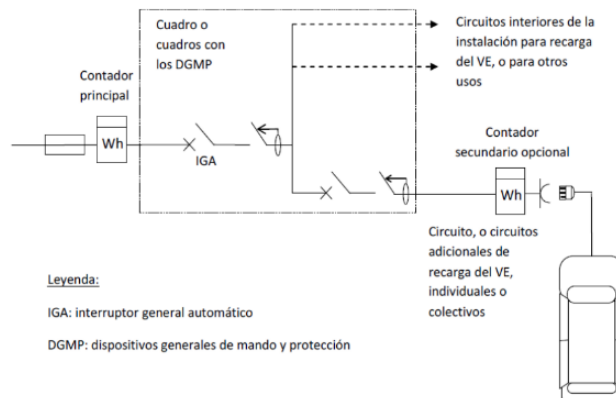 Cuadro o
cuadros con
los DGMP
Circuitos interiores de la
instalación para recarga
del VE, o para otros
usos
Contador
principal
Wh
IGA
Contador
secundario opcional
Wh
Circuito, o circuitos
adicionales de
recarga del VE,
individuales o
colectivos
Leyenda:
IGA: interruptor general automático
DGMP: dispositivos generales de mando y protección